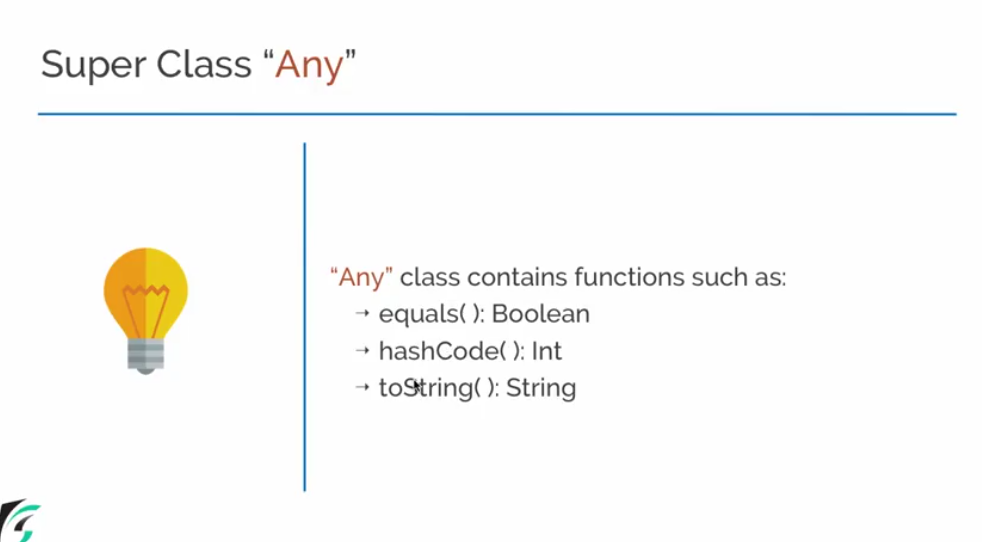 Super Class “Any”
“Any” class contains functions such as:
→ equals( ): Boolean
→ hashCode( ): Int
→ toString( ): String